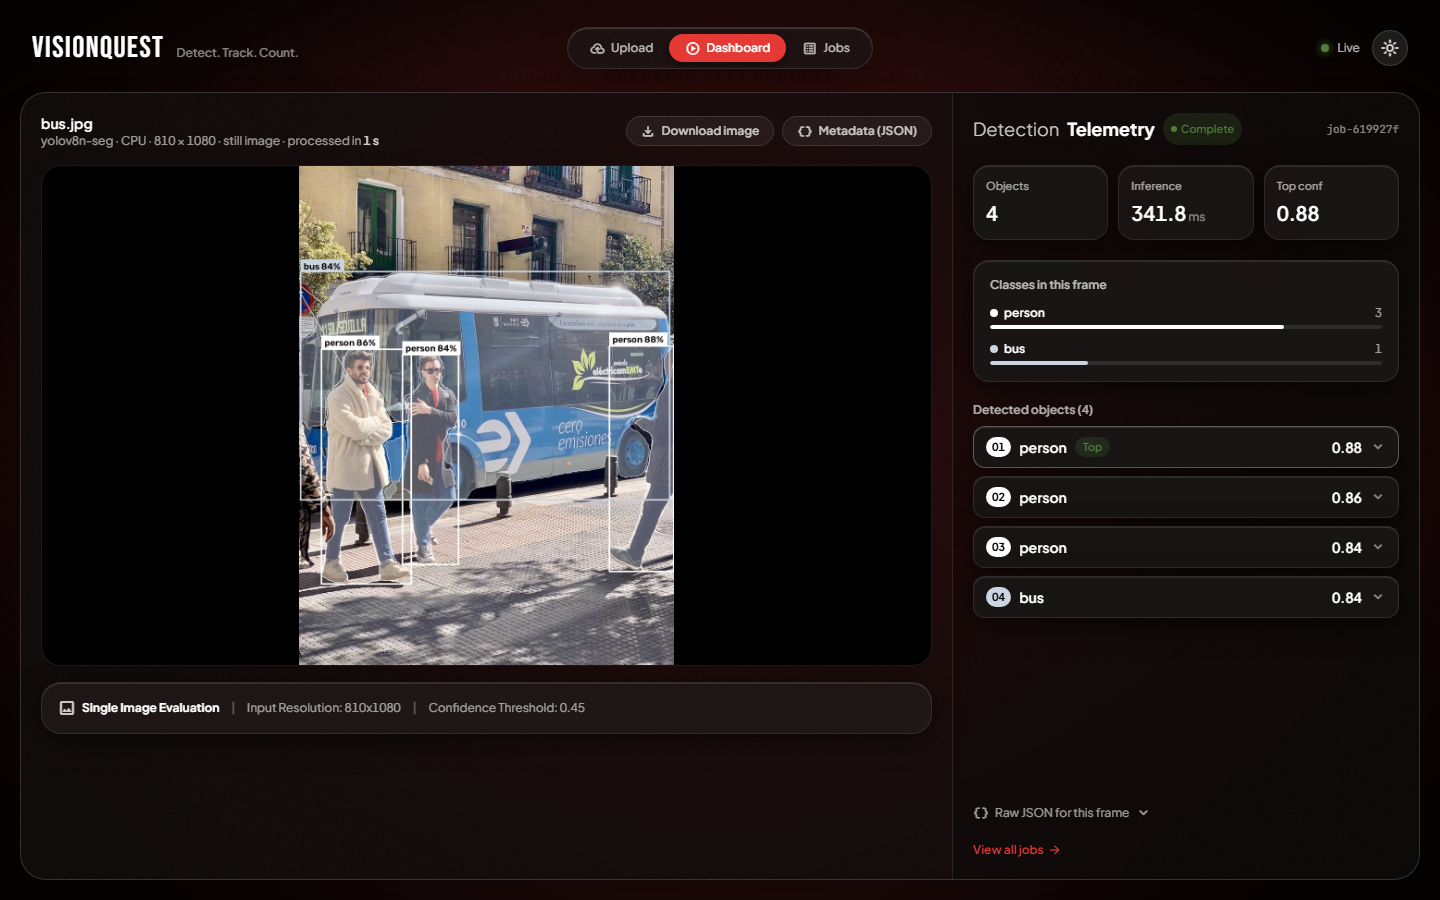 VISIONQUEST
Detect. Track. Count.
Upload
Dashboard
Jobs
Live
bus.jpg
yolov8n-seg · CPU · 810 × 1080 · still image · processed in 1 s
Download image
Metadata (JSON)
bus 84%
SEVILLA
person 86%
person 84%
person 88%
cero
emisiones
Single Image Evaluation | Input Resolution: 810x1080 | Confidence Threshold: 0.45
Detection Telemetry
Complete
job-619927f
Objects
4
Inference
341.8 ms
Top conf
0.88
Classes in this frame
person 3
bus 1
Detected objects (4)
01 person Top 0.88
02 person 0.86
03 person 0.84
04 bus 0.84
Raw JSON for this frame
View all jobs →